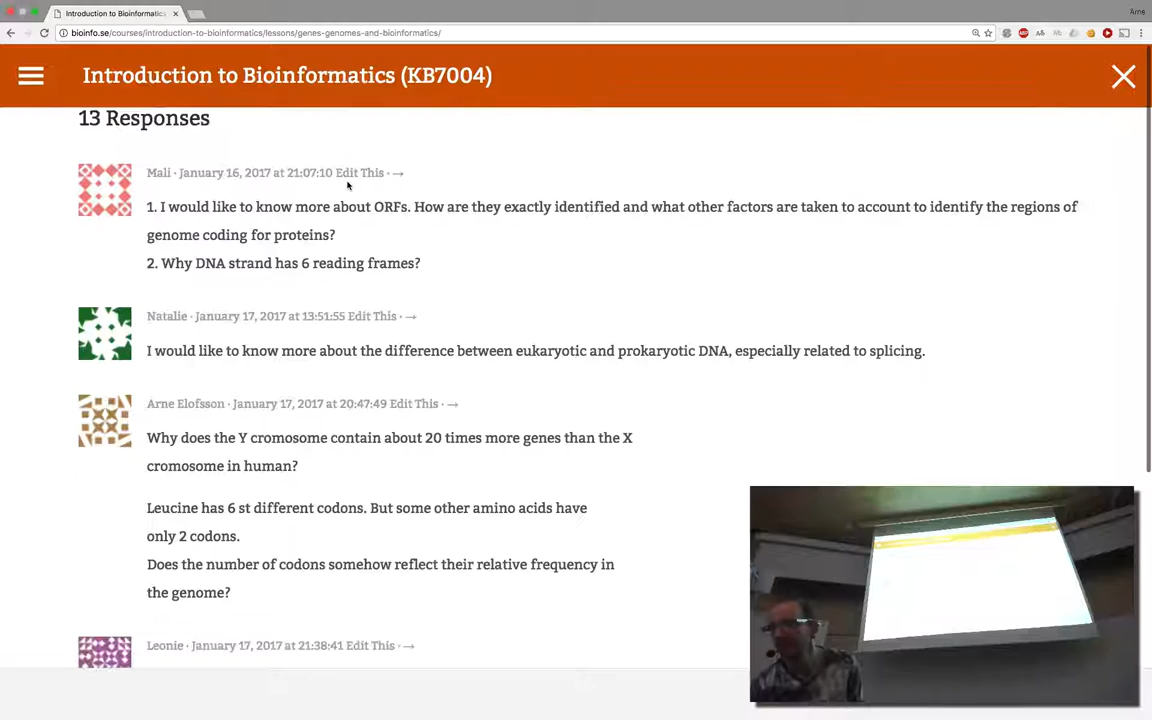 Introduction to Bioinformatics
Arne
bioinfo.se/courses/introduction-to-bioinformatics/lessons/genes-genomes-and-bioinformatics/
Introduction to Bioinformatics (KB7004)
13 Responses
Mali · January 16, 2017 at 21:07:10 Edit This · →
1. I would like to know more about ORFs. How are they exactly identified and what other factors are taken to account to identify the regions of
genome coding for proteins?
2. Why DNA strand has 6 reading frames?
Natalie · January 17, 2017 at 13:51:55 Edit This · →
I would like to know more about the difference between eukaryotic and prokaryotic DNA, especially related to splicing.
Arne Elofsson · January 17, 2017 at 20:47:49 Edit This · →
Why does the Y cromosome contain about 20 times more genes than the X
cromosome in human?
Leucine has 6 st different codons. But some other amino acids have
only 2 codons.
Does the number of codons somehow reflect their relative frequency in
the genome?
Leonie · January 17, 2017 at 21:38:41 Edit This · →